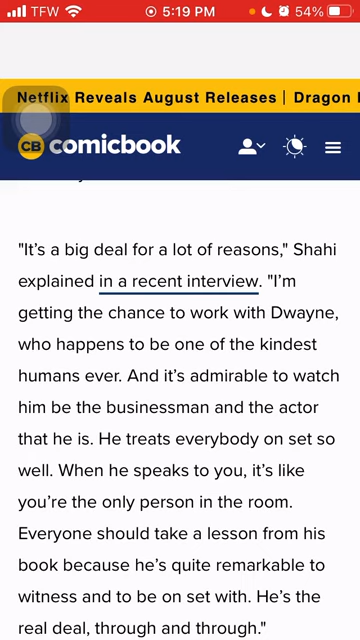 TFW 5:19 PM 54%
Netflix Reveals August Releases | Dragon
CB comicbook
"It's a big deal for a lot of reasons," Shahi
explained in a recent interview. "I'm
getting the chance to work with Dwayne,
who happens to be one of the kindest
humans ever. And it's admirable to watch
him be the businessman and the actor
that he is. He treats everybody on set so
well. When he speaks to you, it's like
you're the only person in the room.
Everyone should take a lesson from his
book because he's quite remarkable to
witness and to be on set with. He's the
real deal, through and through."